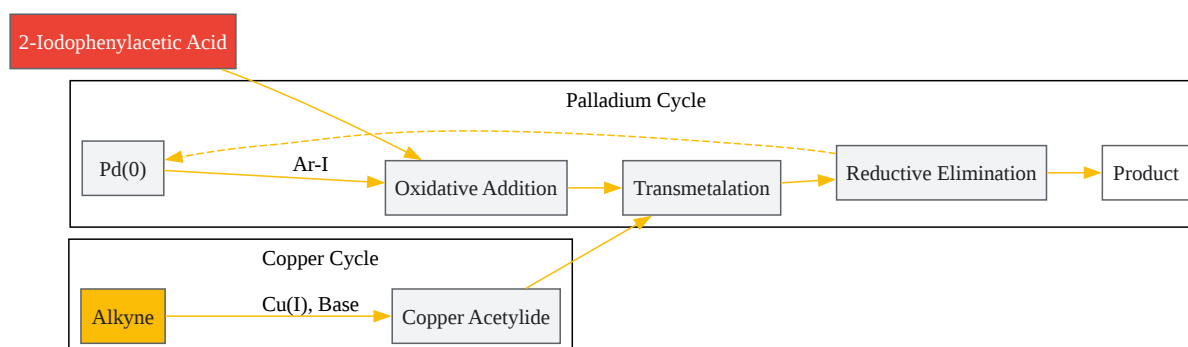 2-Iodophenylacetic Acid
Palladium Cycle
Pd(0)
Ar-I
Oxidative Addition
Transmetalation
Reductive Elimination
Product
Copper Cycle
Alkyne
Cu(I), Base
Copper Acetylide